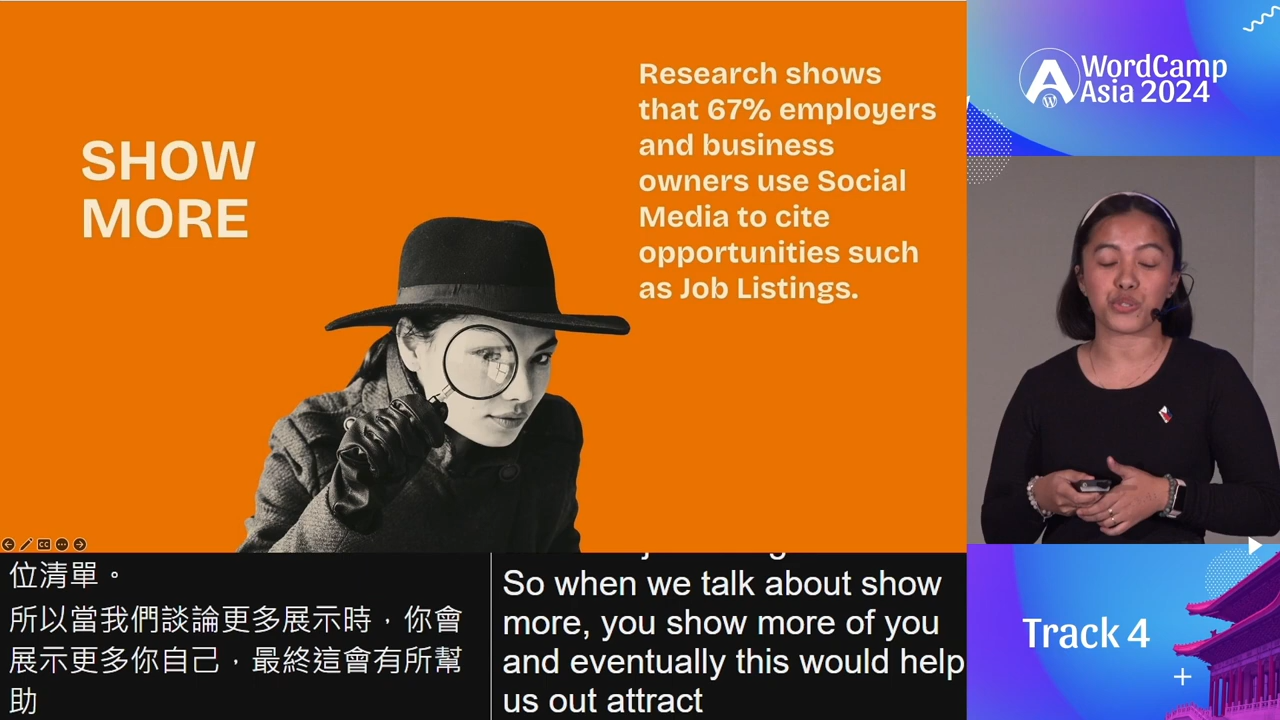 SHOW
MORE
Research shows
that 67% employers
and business
owners use Social
Media to cite
opportunities such
as Job Listings.
WordCamp
Asia 2024
位清單。
所以當我們談論更多展示時，你會
展示更多你自己，最終這會有所幫
助
So when we talk about show
more, you show more of you
and eventually this would help
us out attract
Track 4